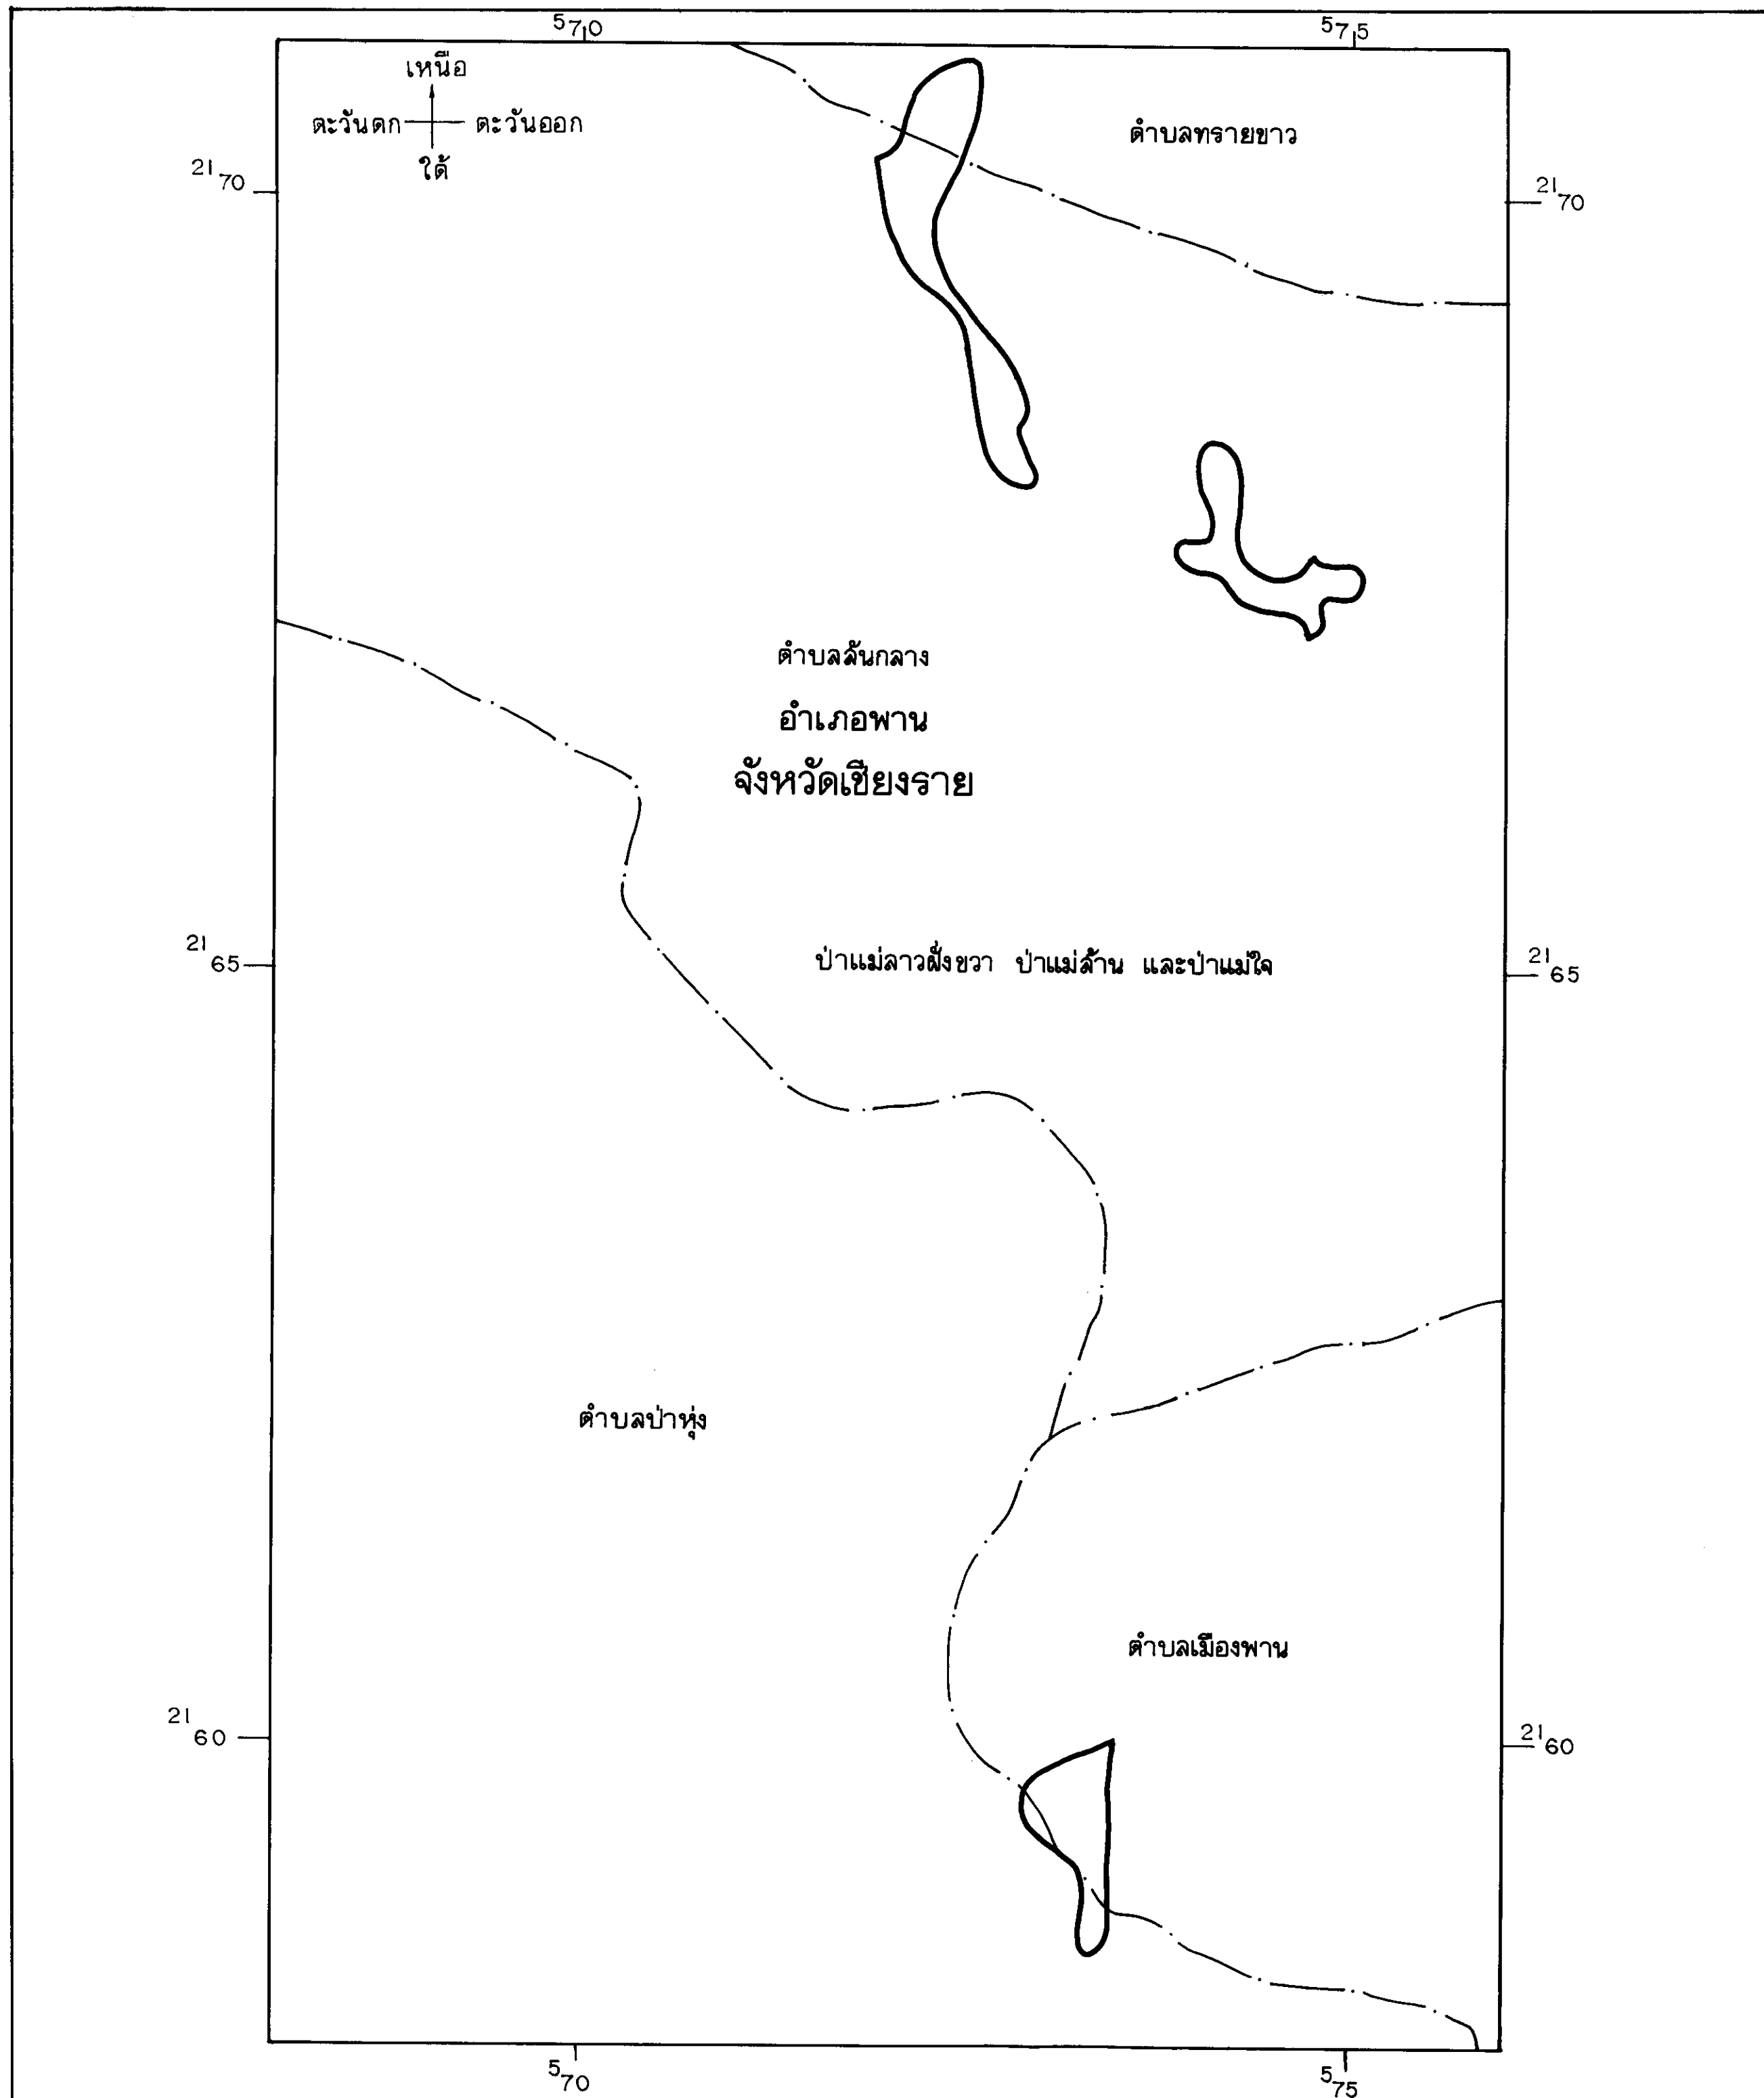 570
575
เหนือ
ตะวันตก ตะวันออก
ใต้
ตำบลทรายขาว
2170
2170
ตำบลสันกลาง
อำเภอพาน
จังหวัดเชียงราย
2165
ป่าแม่ลาวฝั่งขวา ป่าแม่ส้าน และป่าแม่ใจ
2165
ตำบลป่าหุ่ง
ตำบลเมืองพาน
2160
2160
570
575